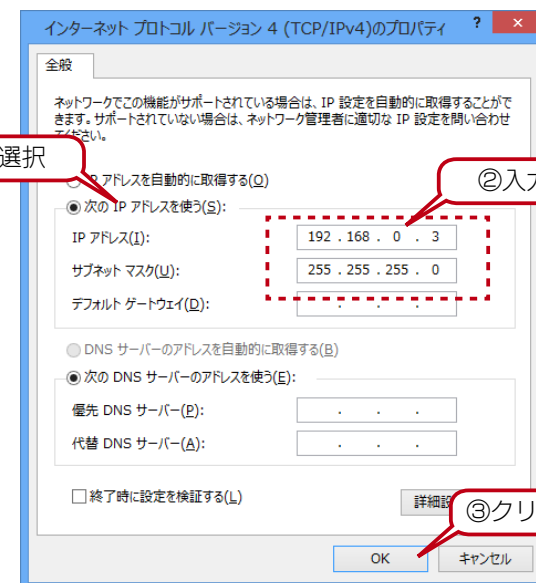 インターネット プロトコル バージョン 4 (TCP/IPv4)のプロパティ ? ×
全般
ネットワークでこの機能がサポートされている場合は、IP 設定を自動的に取得することがで
きます。サポートされていない場合は、ネットワーク管理者に適切な IP 設定を問い合わせ
てください。
選択
アドレスを自動的に取得する(O)
②入力
次の IP アドレスを使う(S):
IP アドレス(I): 192 . 168 . 0 . 3
サブネット マスク(U): 255 . 255 . 255 . 0
デフォルト ゲートウェイ(D): . . .
DNS サーバーのアドレスを自動的に取得する(B)
次の DNS サーバーのアドレスを使う(E):
優先 DNS サーバー(P): . . .
代替 DNS サーバー(A): . . .
終了時に設定を検証する(L)
詳細設
③クリ
OK キャンセル